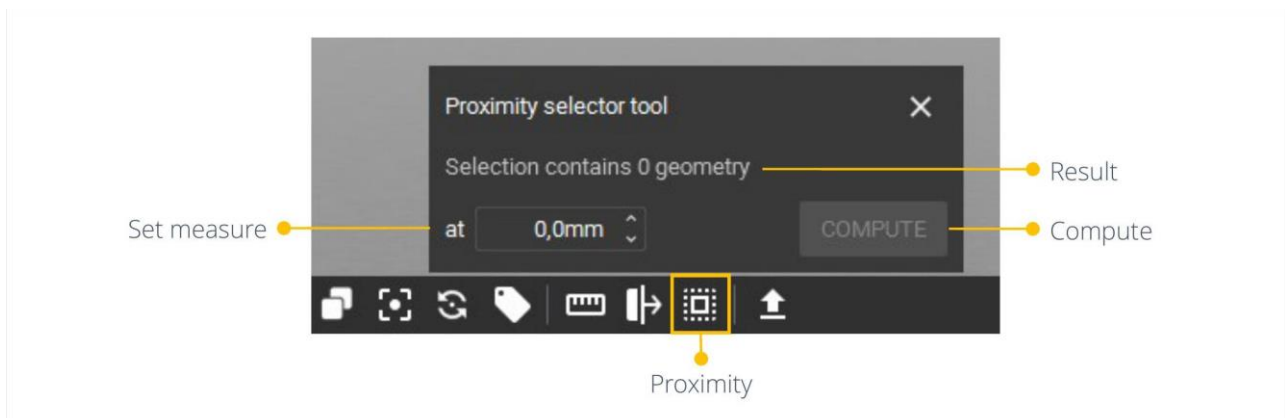 Proximity selector tool
Selection contains 0 geometry
Result
Set measure
at 0,0mm
COMPUTE
Compute
Proximity